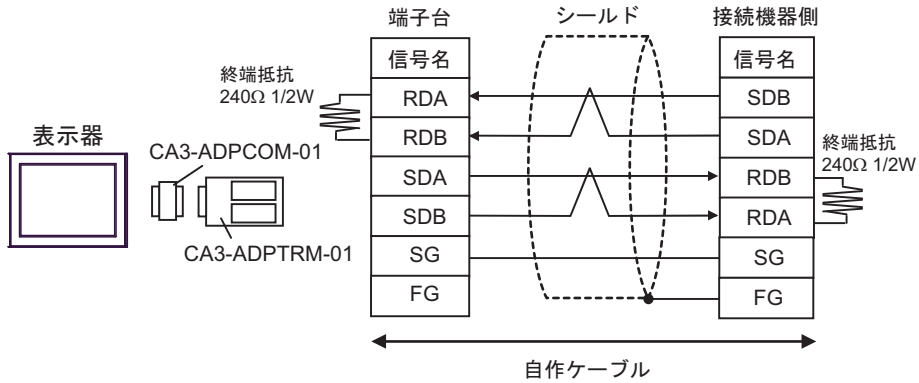 端子台
シールド
接続機器側
信号名
信号名
終端抵抗
240Ω 1/2W
RDA
SDB
RDB
SDA
終端抵抗
240Ω 1/2W
表示器
CA3-ADPCOM-01
SDA
RDB
SDB
RDA
CA3-ADPTRM-01
SG
SG
FG
FG
自作ケーブル